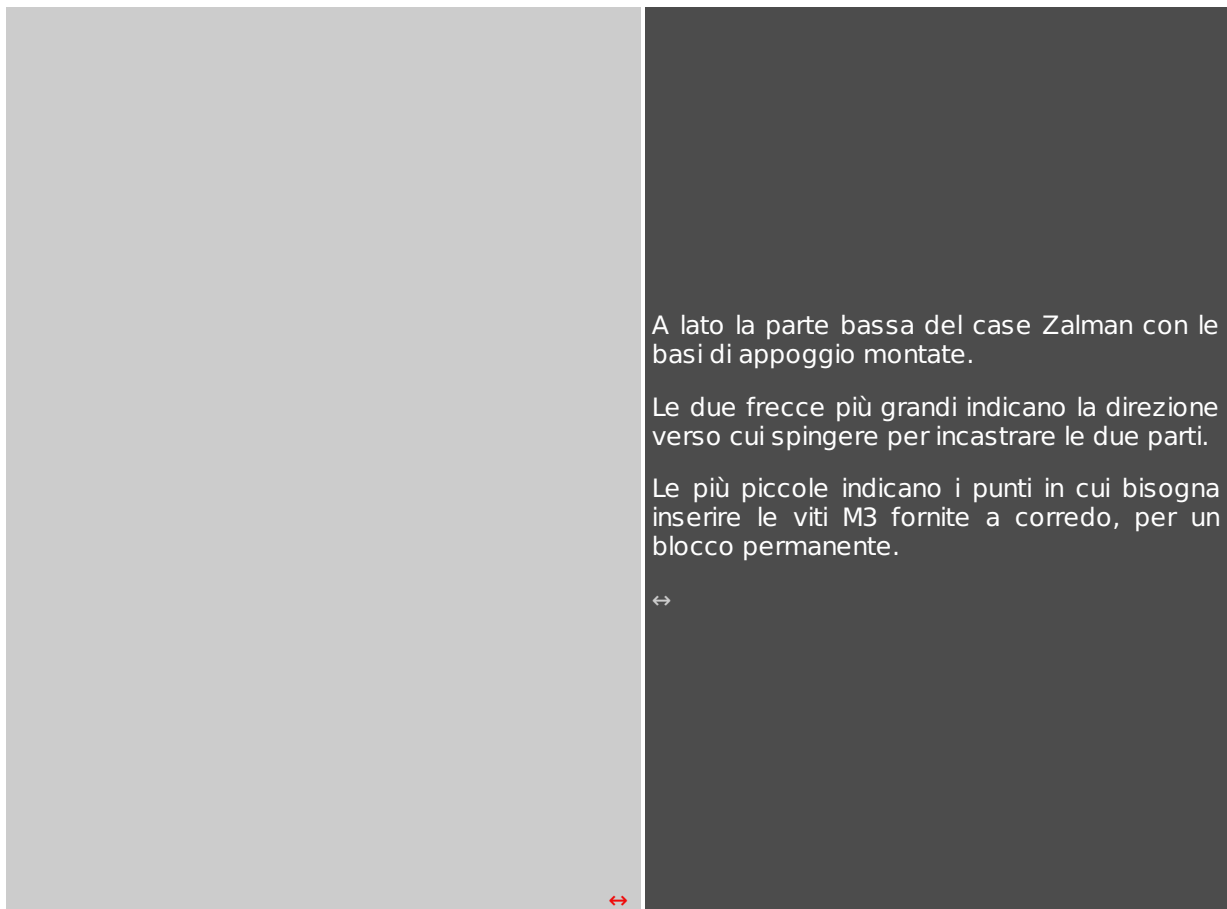 A lato la parte bassa del case Zalman con le
basi di appoggio montate.
Le due frecce più grandi indicano la direzione
verso cui spingere per incastrare le due parti.
Le più piccole indicano i punti in cui bisogna
inserire le viti M3 fornite a corredo, per un
blocco permanente.
↔
↔